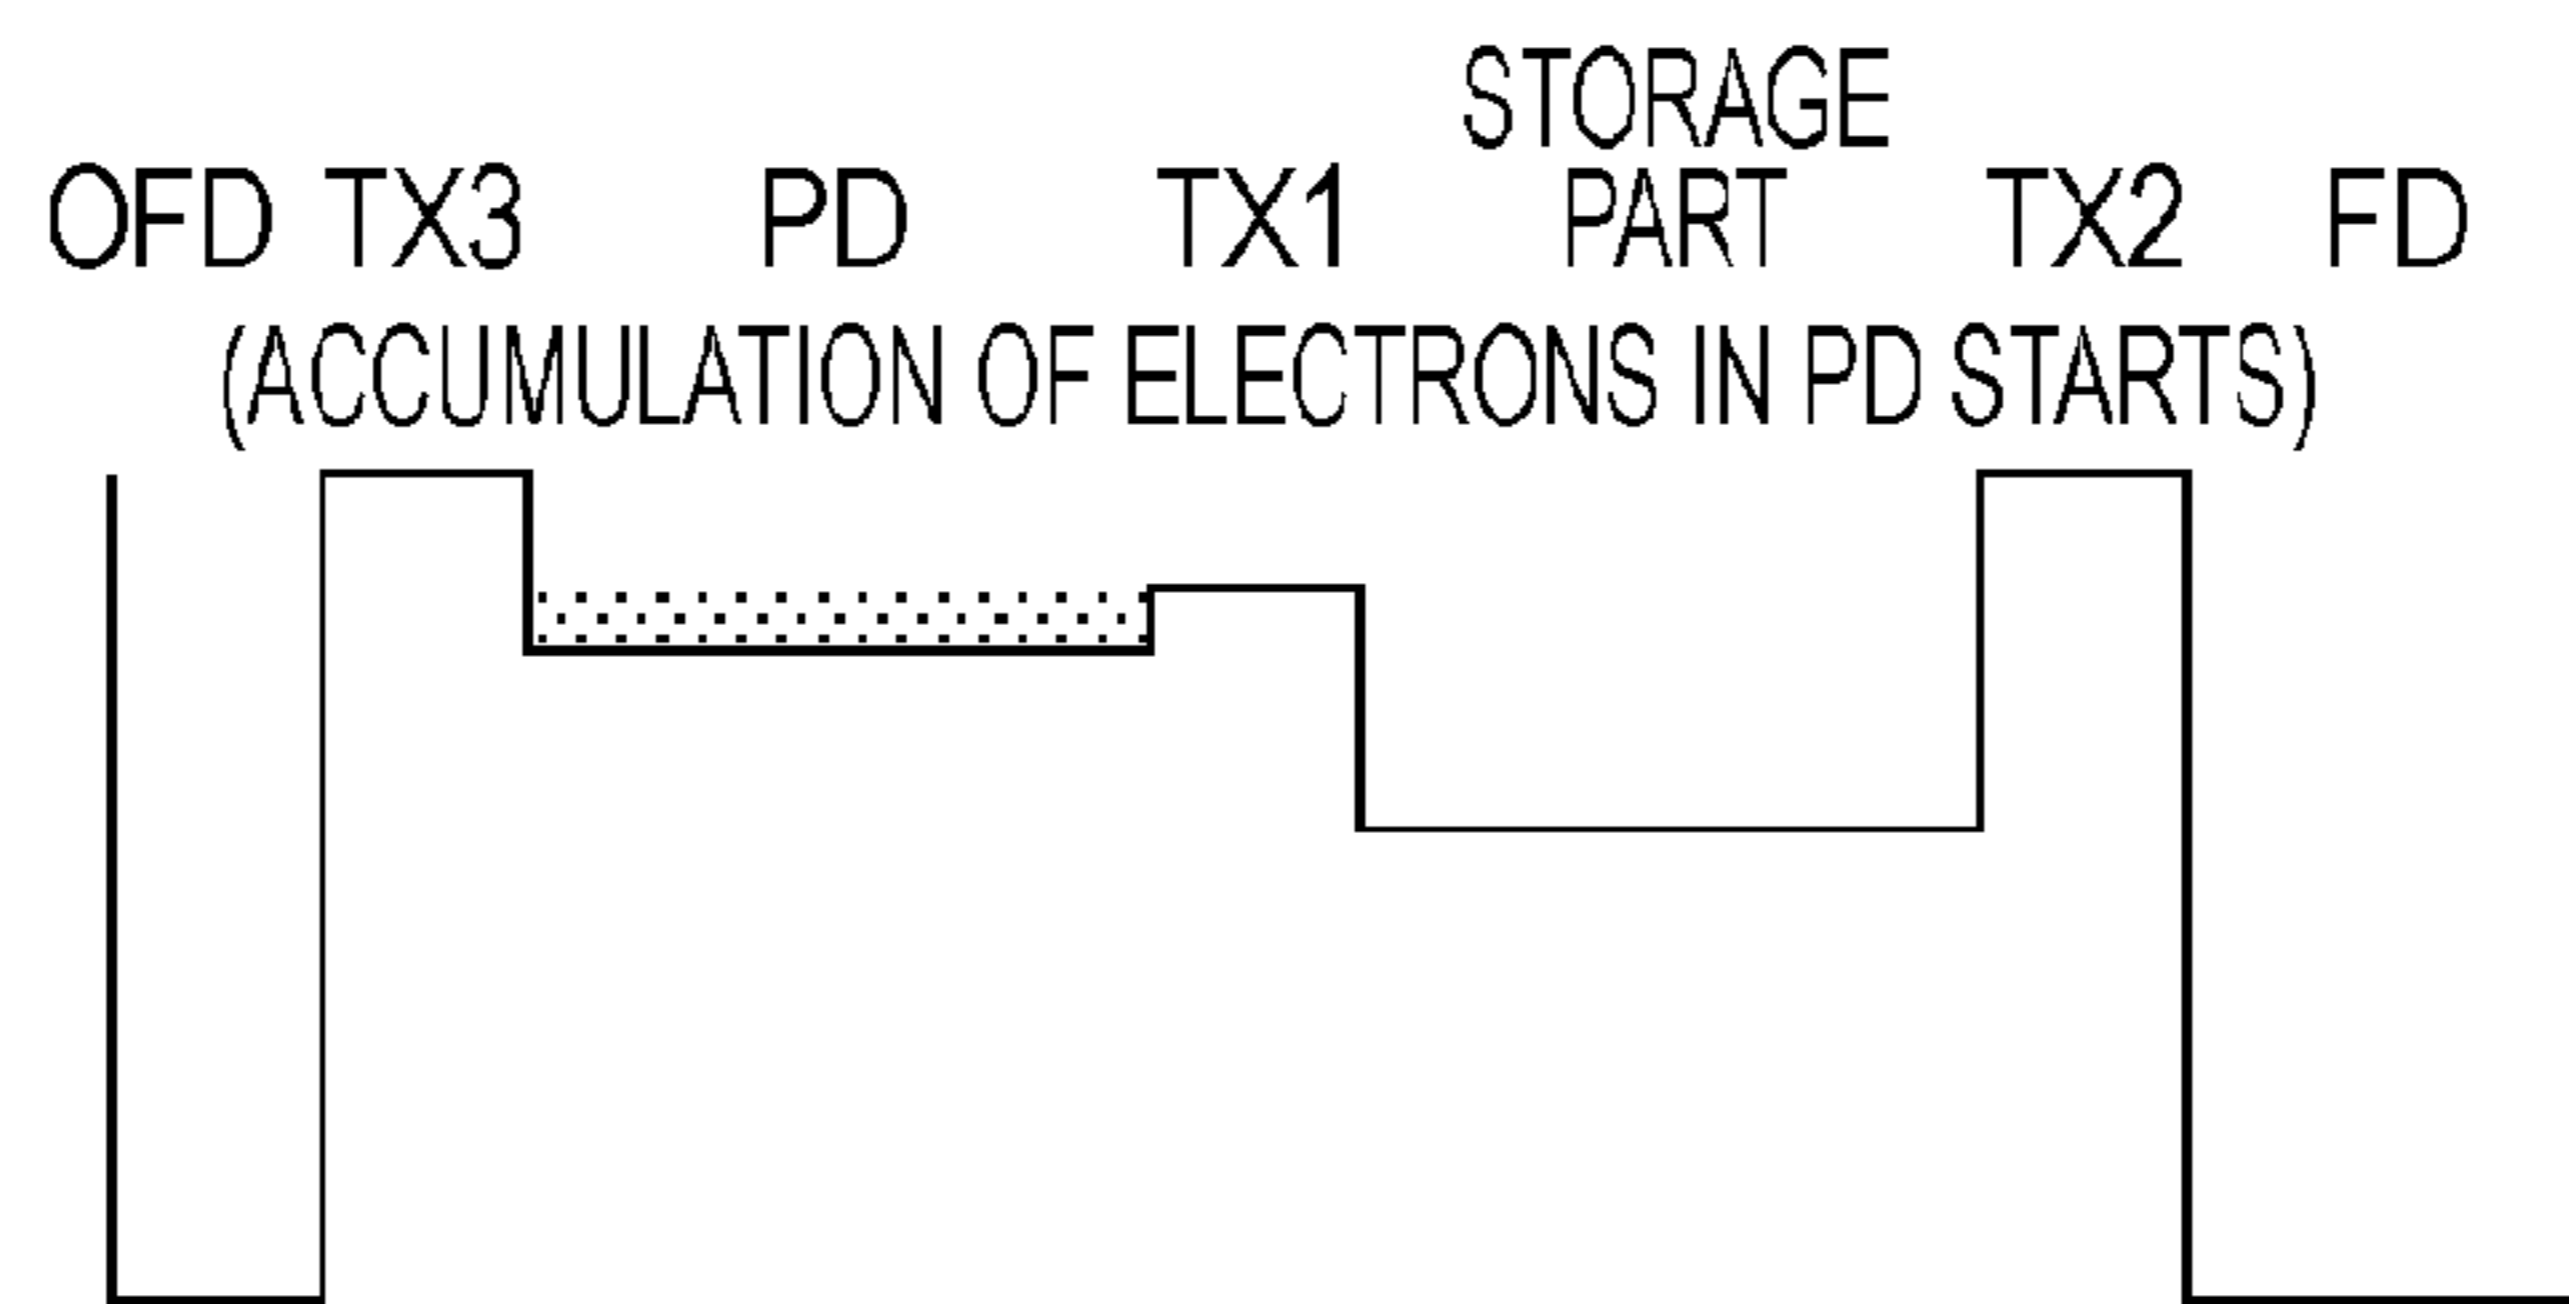 STORAGE
OFD TX3 PD TX1 PART TX2 FD
(ACCUMULATION OF ELECTRONS IN PD STARTS)